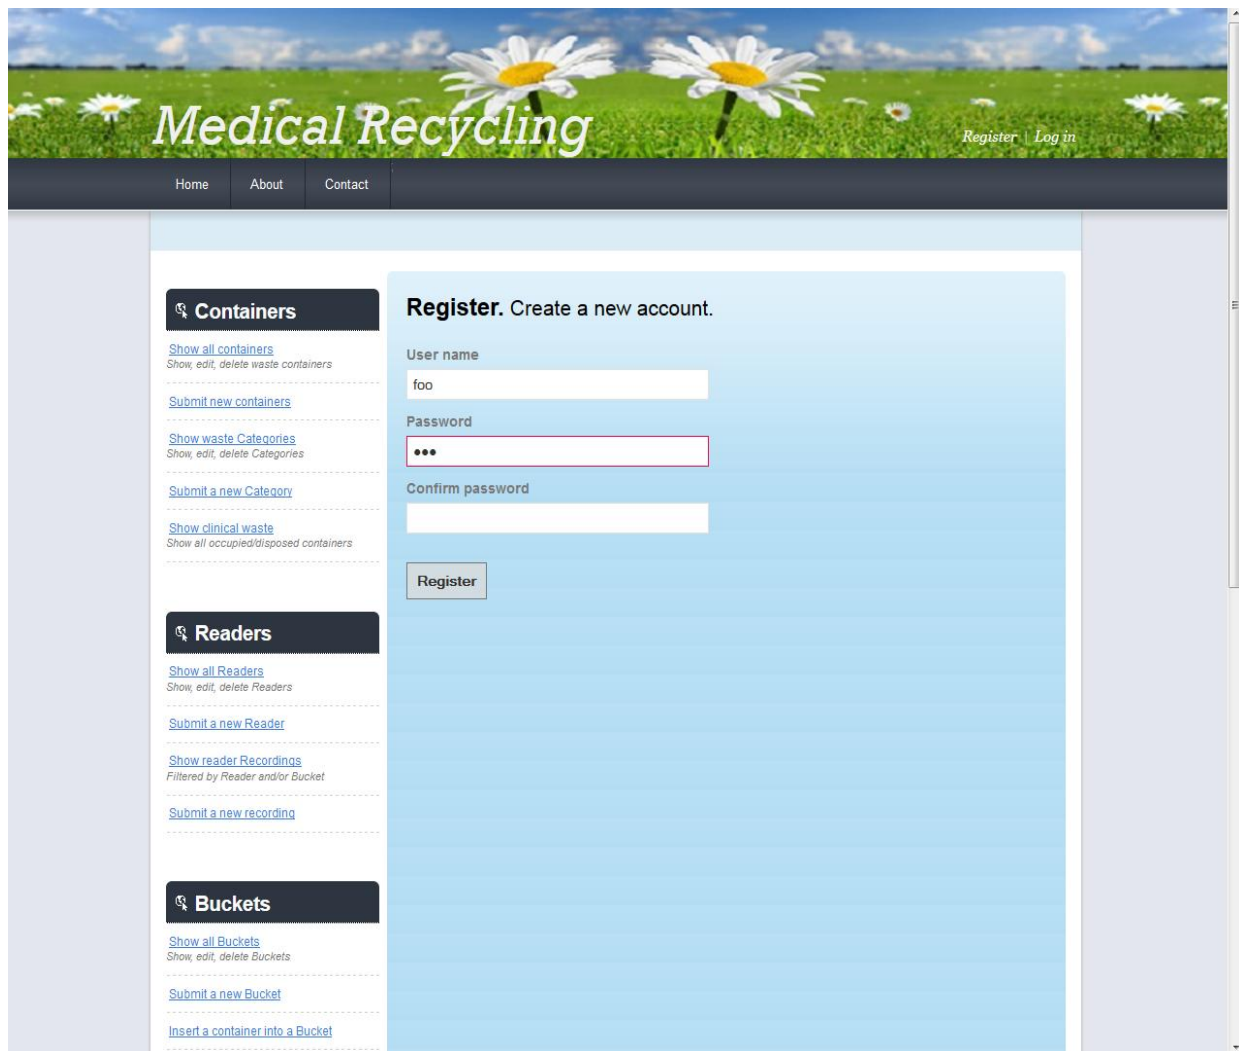 Medical Recycling
Register | Log in
Home About Contact
Containers
Show all containers
Show, edit, delete waste containers
Submit new containers
Show waste Categories
Show, edit, delete Categories
Submit a new Category
Show clinical waste
Show all occupied/disposed containers
Readers
Show all Readers
Show, edit, delete Readers
Submit a new Reader
Show reader Recordings
Filtered by Reader and/or Bucket
Submit a new recording
Buckets
Show all Buckets
Show, edit, delete Buckets
Submit a new Bucket
Insert a container into a Bucket
Register. Create a new account.
User name
foo
Password
•••
Confirm password
Register